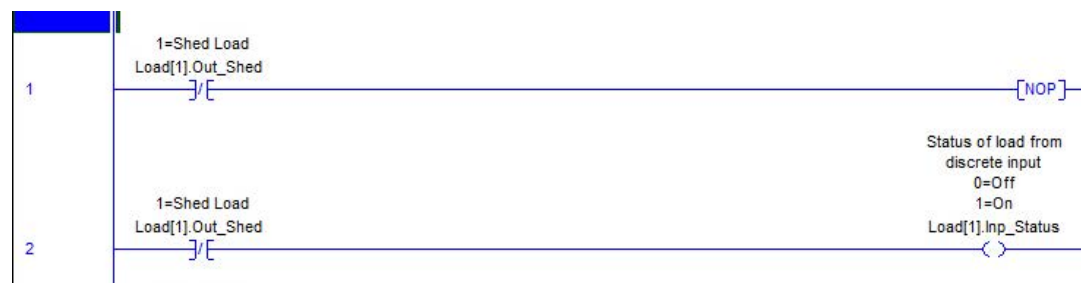 1=Shed Load
Load[1].Out_Shed
1
NOP
Status of load from
discrete input
0=Off
1=On
1=Shed Load
Load[1].Out_Shed
Load[1].Inp_Status
2